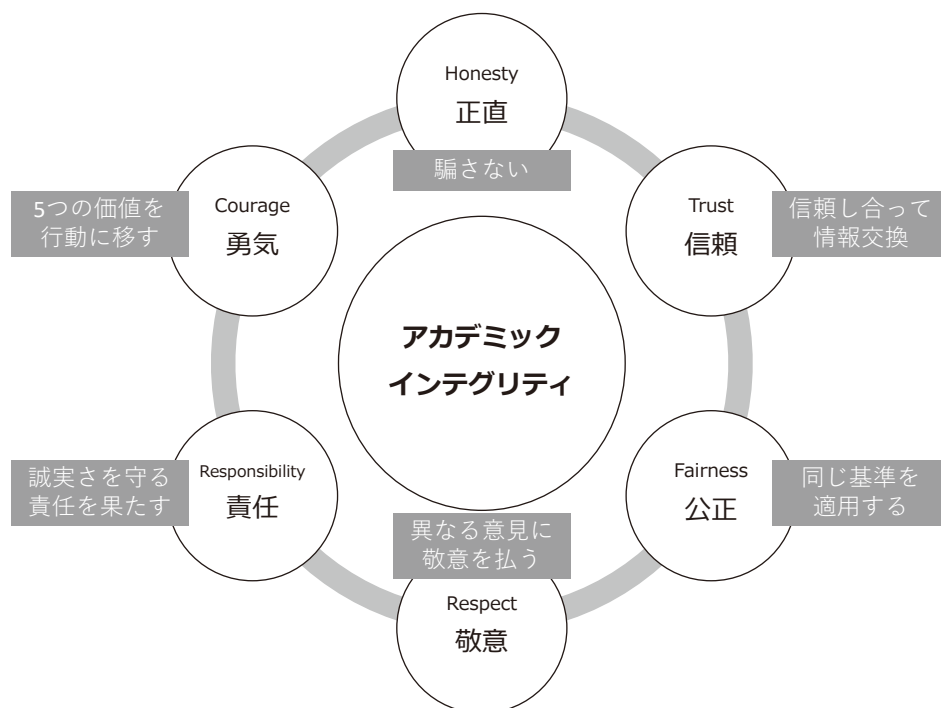 Honesty
正直
騙さない
Trust
信頼
信頼し合って
情報交換
Fairness
公正
同じ基準を
適用する
異なる意見に
敬意を払う
Respect
敬意
Responsibility
責任
誠実さを守る
責任を果たす
Courage
勇気
5つの価値を
行動に移す
アカデミック
インテグリティ